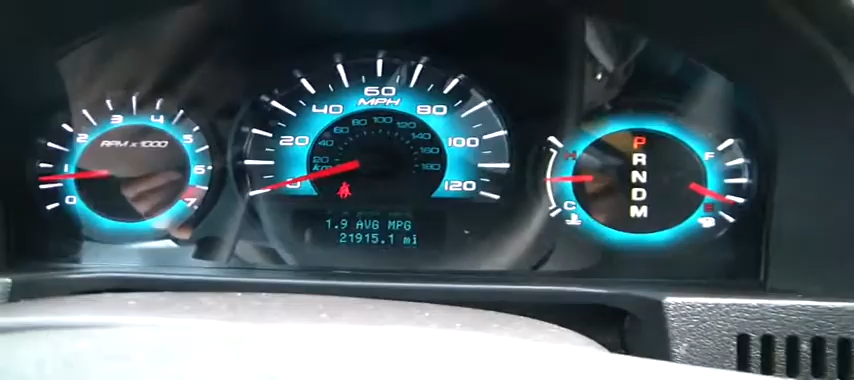 0 1 2 3 4 5 6 7
RPM x 1000
0 20 40 60 80 100 120
MPH
20 40 60 80 100 120 140 160 180
km/h
1.9 AVG MPG
21915.1 mi
H
C
P
R
N
D
M
F
E